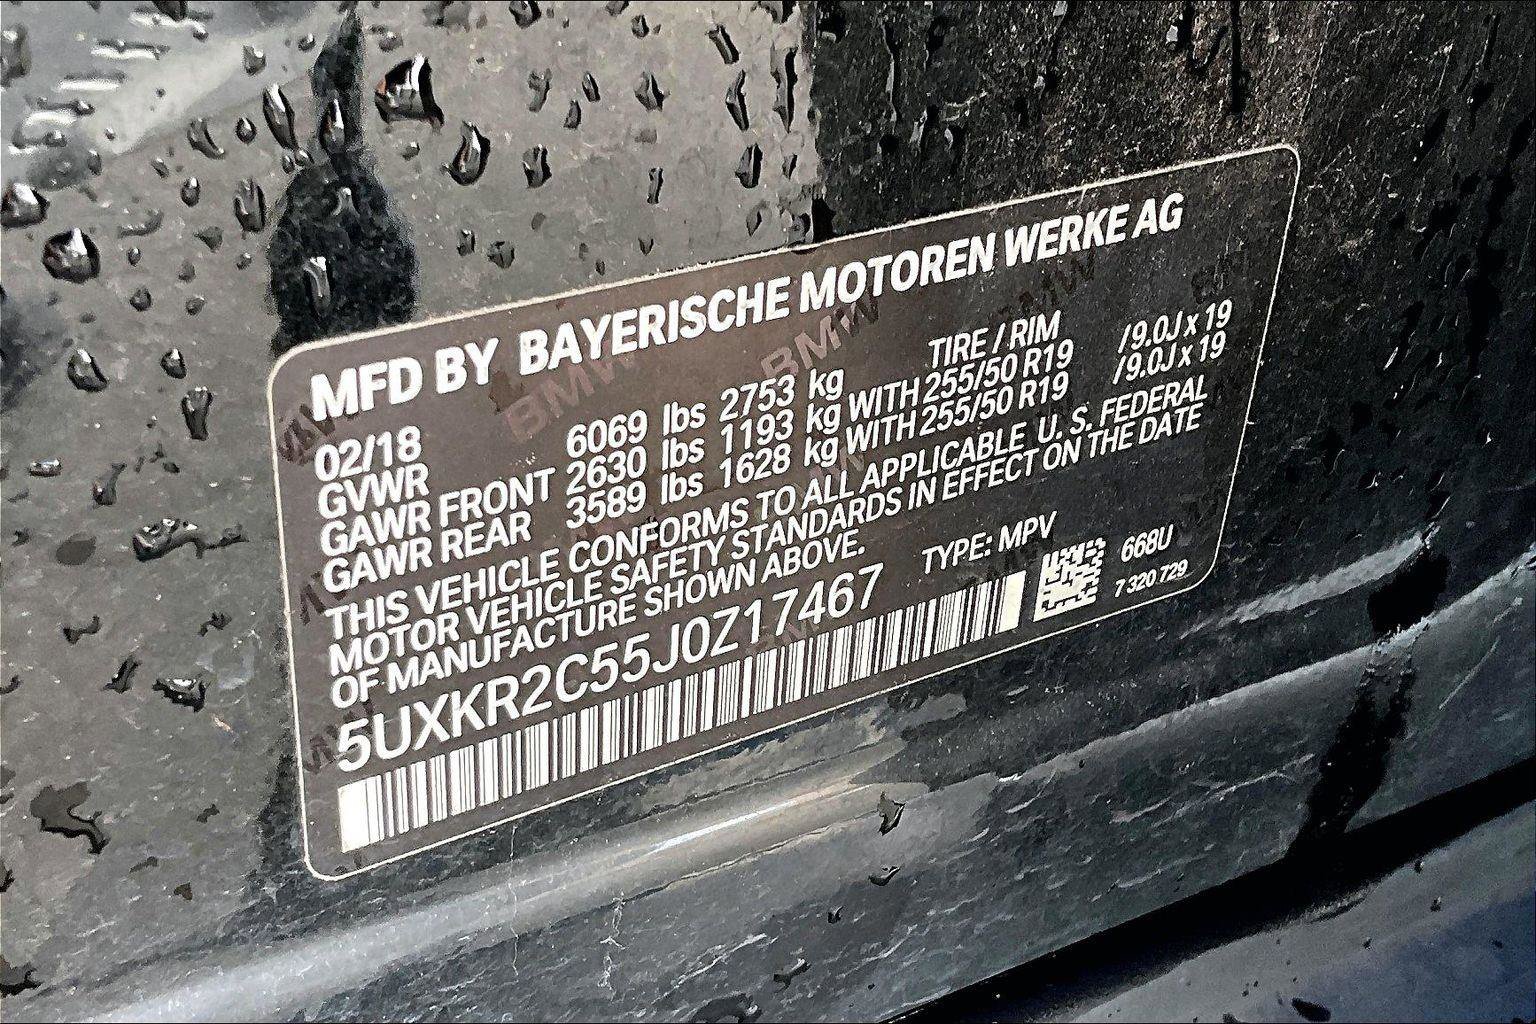 MFD BY BAYERISCHE MOTOREN WERKE AG
02/18 TIRE / RIM
GVWR 6069 lbs 2753 kg
GAWR FRONT 2630 lbs 1193 kg WITH 255/50 R19 /9.0J x 19
GAWR REAR 3589 lbs 1628 kg WITH 255/50 R19 /9.0J x 19
THIS VEHICLE CONFORMS TO ALL APPLICABLE U. S. FEDERAL
MOTOR VEHICLE SAFETY STANDARDS IN EFFECT ON THE DATE
OF MANUFACTURE SHOWN ABOVE.
5UXKR2C55J0Z17467 TYPE: MPV
668U
7 320 729
BMW
BMW
BMW